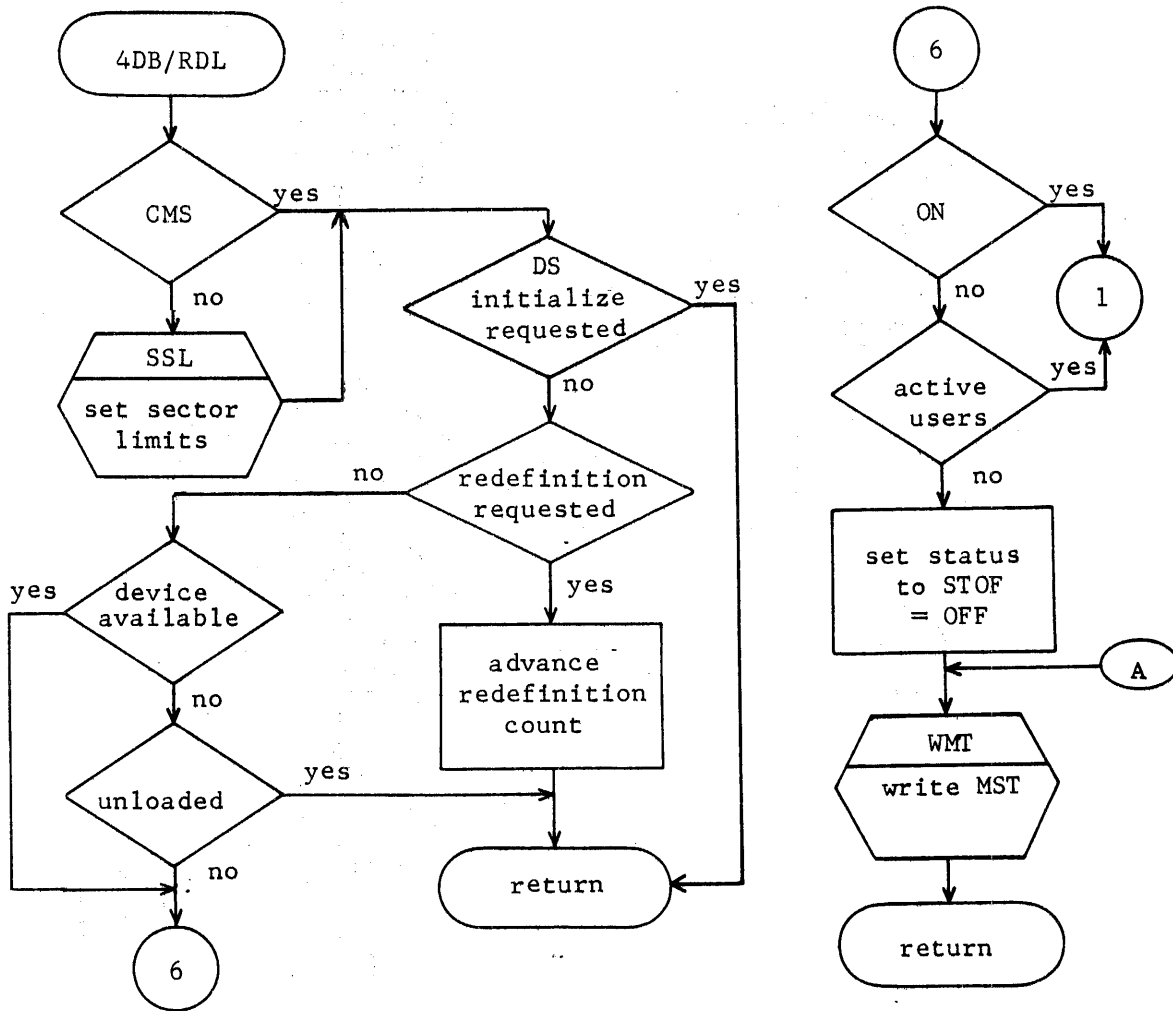 4DB/RDL
CMS
yes
no
SSL
set sector
limits
DS
initialize
requested
yes
no
redefinition
requested
no
yes
device
available
yes
no
advance
redefinition
count
unloaded
yes
no
return
6
6
ON
yes
no
1
active
users
yes
no
set status
to STOF
= OFF
A
WMT
write MST
return